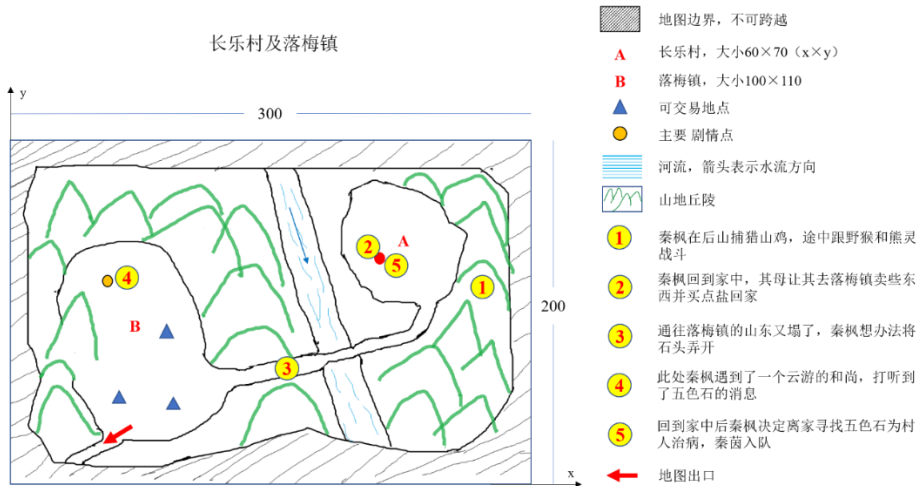 长乐村及落梅镇
y
300
200
x
A
B
1
2
3
4
5
地图边界，不可跨越
A
长乐村，大小60×70（x×y）
B
落梅镇，大小100×110
可交易地点
主要 剧情点
河流，箭头表示水流方向
山地丘陵
1
秦枫在后山捕猎山鸡，途中跟野猴和熊灵
战斗
2
秦枫回到家中，其母让其去落梅镇卖些东
西并买点盐回家
3
通往落梅镇的山东又塌了，秦枫想办法将
石头弄开
4
此处秦枫遇到了一个云游的和尚，打听到
了五色石的消息
5
回到家中后秦枫决定离家寻找五色石为村
人治病，秦茵入队
地图出口